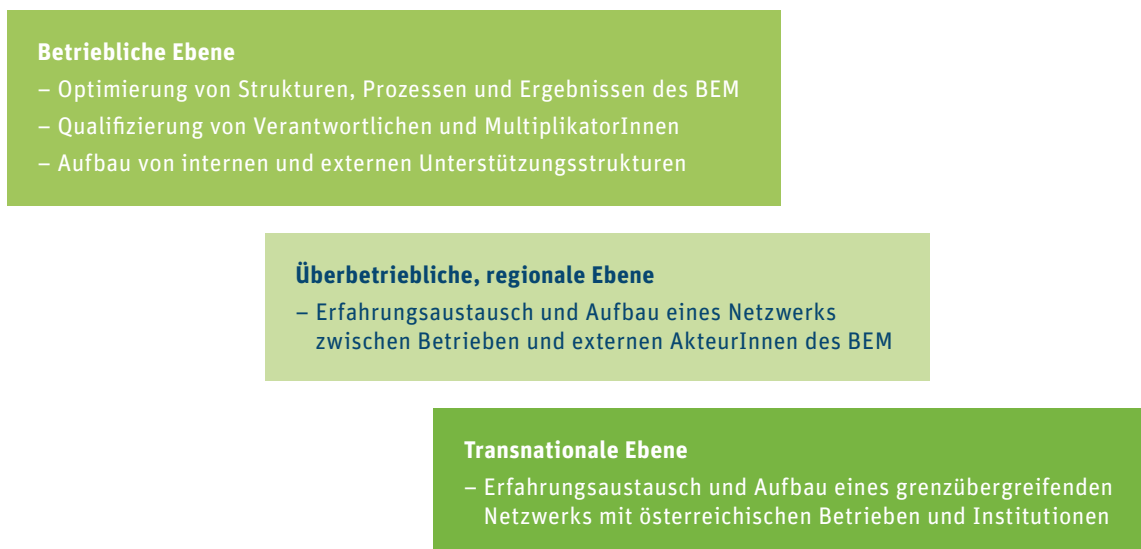 Betriebliche Ebene
– Optimierung von Strukturen, Prozessen und Ergebnissen des BEM
– Qualifizierung von Verantwortlichen und MultiplikatorInnen
– Aufbau von internen und externen Unterstützungsstrukturen
Überbetriebliche, regionale Ebene
– Erfahrungsaustausch und Aufbau eines Netzwerks
zwischen Betrieben und externen AkteurInnen des BEM
Transnationale Ebene
– Erfahrungsaustausch und Aufbau eines grenzübergreifenden
Netzwerks mit österreichischen Betrieben und Institutionen